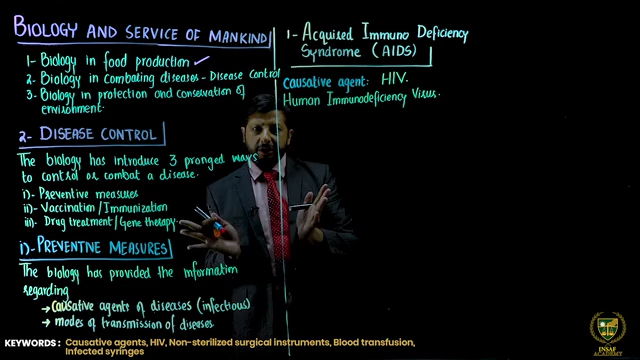 BIOLOGY AND SERVICE OF MANKIND
1- Biology in food production ✓
2- Biology in combating diseases - Disease control
3- Biology in protection and conservation of
environment.
2- DISEASE CONTROL
The biology has introduce 3 pronged ways
to control or combat a disease.
i)- Preventive measures
ii)- Vaccination/Immunization
iii)- Drug treatment/Gene therapy.
i)- PREVENTIVE MEASURES
The biology has provided the information
regarding
→ causative agents of diseases (infectious)
→ modes of transmission of diseases
1- Acquired Immuno Deficiency
Syndrome (AIDS)
Causative agent: HIV.
Human Immunodeficiency Virus.
KEYWORDS : Causative agents, HIV, Non-sterilized surgical instruments, Blood transfusion,
Infected syringes
INSAF
ACADEMY